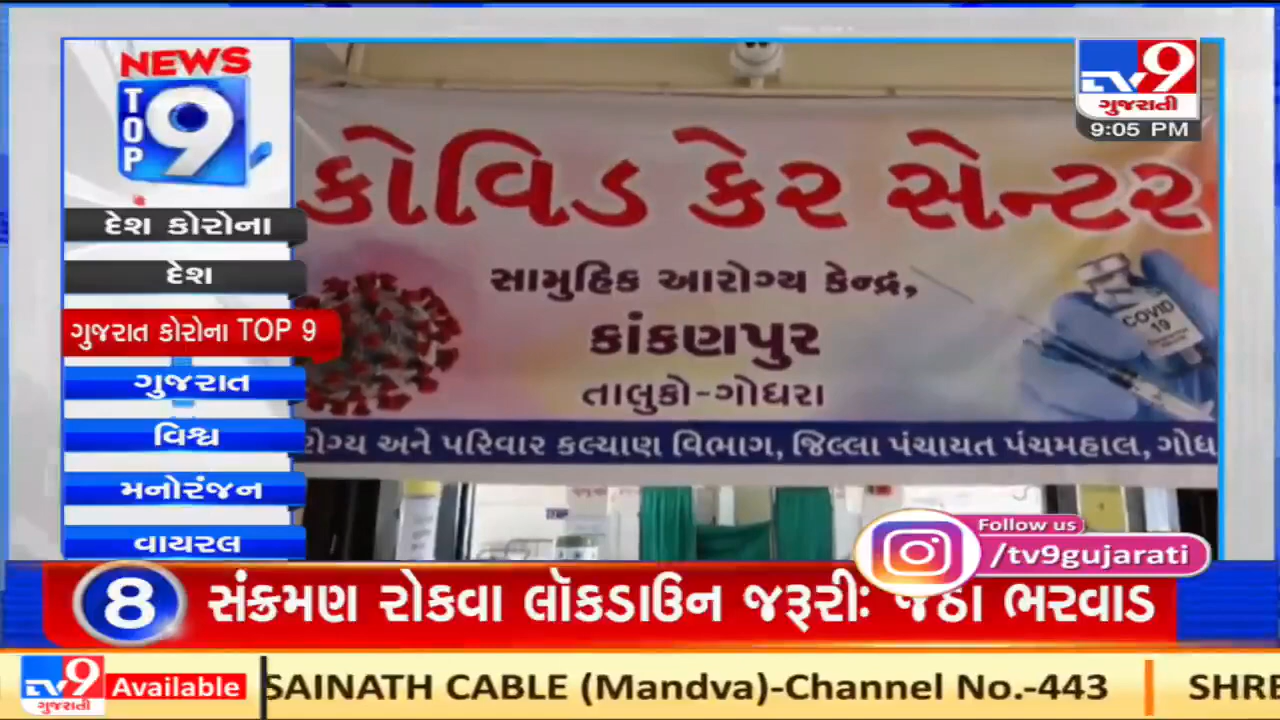 NEWS
TOP 9
દેશ કોરોના
દેશ
ગુજરાત કોરોના TOP 9
ગુજરાત
વિશ્વ
મનોરંજન
વાયરલ
TV9
ગુજરાતી
9:05 PM
કોવિડ કેર સેન્ટર
સામુહિક આરોગ્ય કેન્દ્ર,
કાંકણપુર
તાલુકો-ગોધરા
COVID
19
રોગ્ય અને પરિવાર કલ્યાણ વિભાગ, જિલ્લા પંચાયત પંચમહાલ, ગોધ
Follow us
/tv9gujarati
8 સંક્રમણ રોકવા લૉકડાઉન જરૂરીઃ જેઠા ભરવાડ
TV9
ગુજરાતી
Available
SAINATH CABLE (Mandva)-Channel No.-443
SHRE